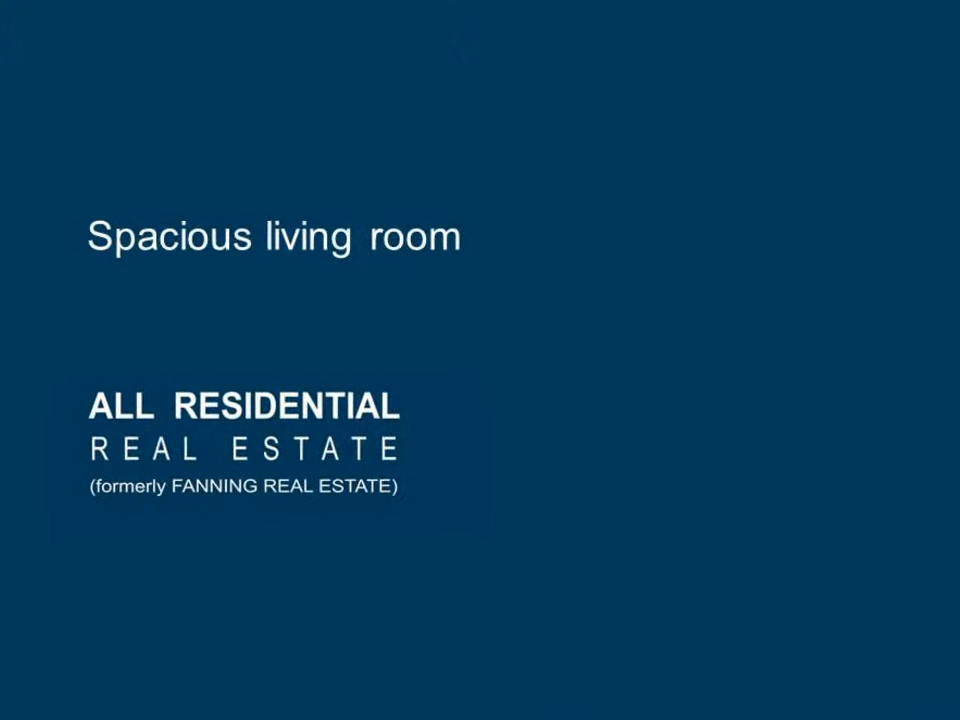 Spacious living room
ALL RESIDENTIAL
REAL ESTATE
(formerly FANNING REAL ESTATE)